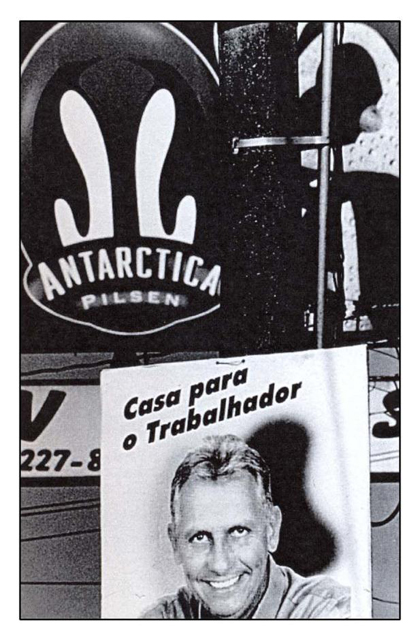 ANTARCTICA
PILSEN
Casa para
o Trabalhador
227-8